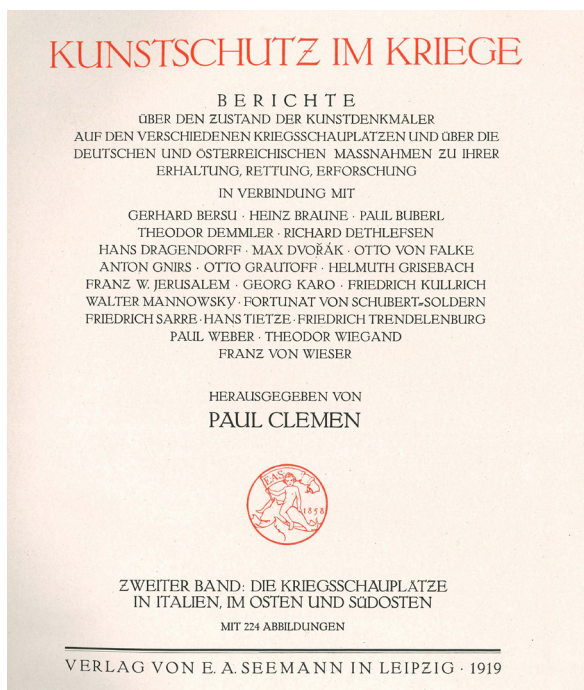 KUNSTSCHUTZ IM KRIEGE
BERICHTE
ÜBER DEN ZUSTAND DER KUNSTDENKMÄLER
AUF DEN VERSCHIEDENEN KRIEGSSCHAUPLÄTZEN UND ÜBER DIE
DEUTSCHEN UND ÖSTERREICHISCHEN MASSNAHMEN ZU IHRER
ERHALTUNG, RETTUNG, ERFORSCHUNG
IN VERBINDUNG MIT
GERHARD BERSU · HEINZ BRAUNE · PAUL BUBERL
THEODOR DEMMLER · RICHARD DETHLEFSEN
HANS DRAGENDORFF · MAX DVOŘÁK · OTTO VON FALKE
ANTON GNIRS · OTTO GRAUTOFF · HELMUTH GRISEBACH
FRANZ W. JERUSALEM · GEORG KARO · FRIEDRICH KULLRICH
WALTER MANNOWSKY · FORTUNAT VON SCHUBERT-SOLDERN
FRIEDRICH SARRE · HANS TIETZE · FRIEDRICH TRENDELENBURG
PAUL WEBER · THEODOR WIEGAND
FRANZ VON WIESER
HERAUSGEGEBEN VON
PAUL CLEMEN
EAS
1858
ZWEITER BAND: DIE KRIEGSSCHAUPLÄTZE
IN ITALIEN, IM OSTEN UND SÜDOSTEN
MIT 224 ABBILDUNGEN
VERLAG VON E. A. SEEMANN IN LEIPZIG · 1919